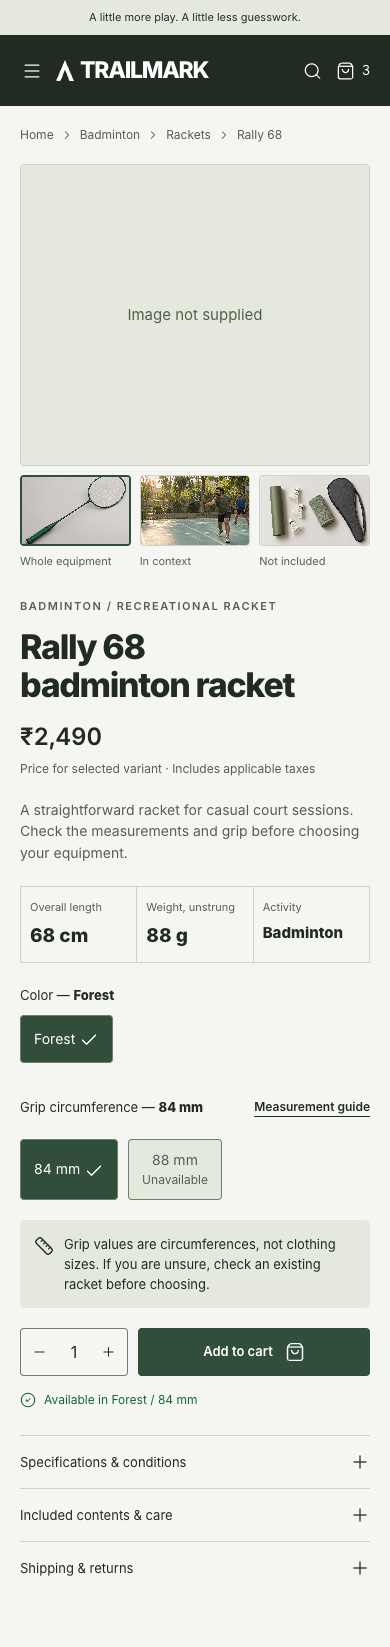 A little more play. A little less guesswork.
TRAILMARK 3
Home > Badminton > Rackets > Rally 68
Image not supplied
Whole equipment In context Not included
BADMINTON / RECREATIONAL RACKET
Rally 68
badminton racket
₹2,490
Price for selected variant · Includes applicable taxes
A straightforward racket for casual court sessions.
Check the measurements and grip before choosing
your equipment.
Overall length Weight, unstrung Activity
68 cm 88 g Badminton
Color — Forest
Forest
Grip circumference — 84 mm Measurement guide
84 mm 88 mm
Unavailable
Grip values are circumferences, not clothing
sizes. If you are unsure, check an existing
racket before choosing.
− 1 + Add to cart
Available in Forest / 84 mm
Specifications & conditions
Included contents & care
Shipping & returns